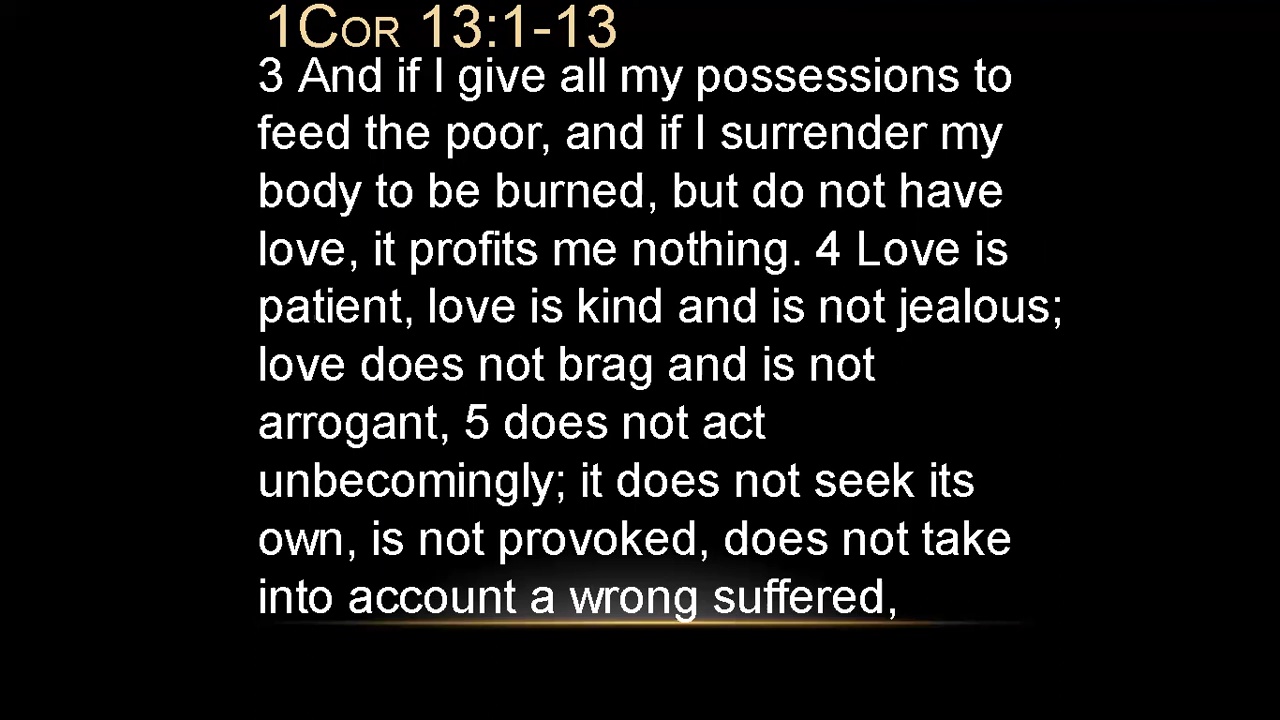 1Cor 13:1-13
3 And if I give all my possessions to
feed the poor, and if I surrender my
body to be burned, but do not have
love, it profits me nothing. 4 Love is
patient, love is kind and is not jealous;
love does not brag and is not
arrogant, 5 does not act
unbecomingly; it does not seek its
own, is not provoked, does not take
into account a wrong suffered,